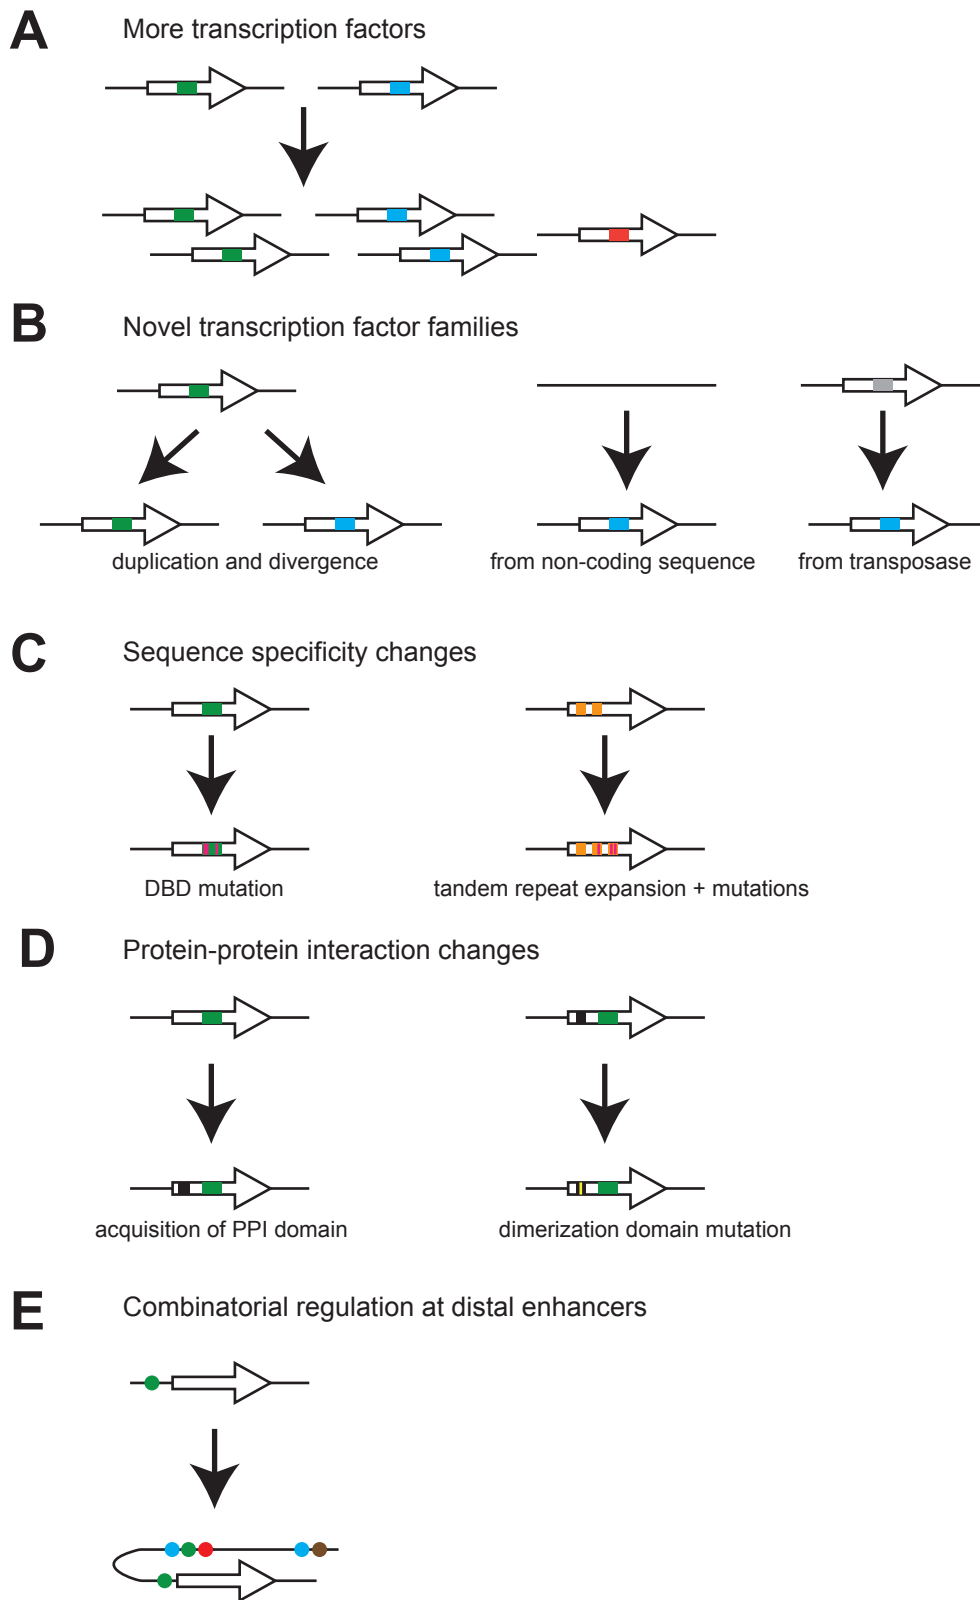 A More transcription factors
B Novel transcription factor families
duplication and divergence
from non-coding sequence
from transposase
C Sequence specificity changes
DBD mutation
tandem repeat expansion + mutations
D Protein-protein interaction changes
acquisition of PPI domain
dimerization domain mutation
E Combinatorial regulation at distal enhancers